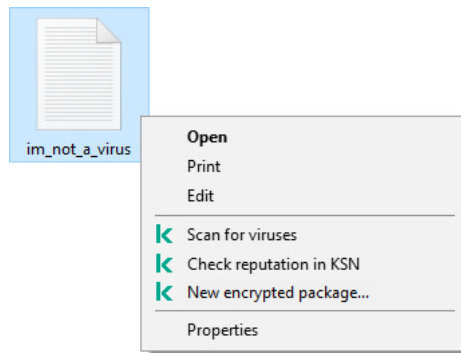 im_not_a_virus
Open
Print
Edit
Scan for viruses
Check reputation in KSN
New encrypted package...
Properties